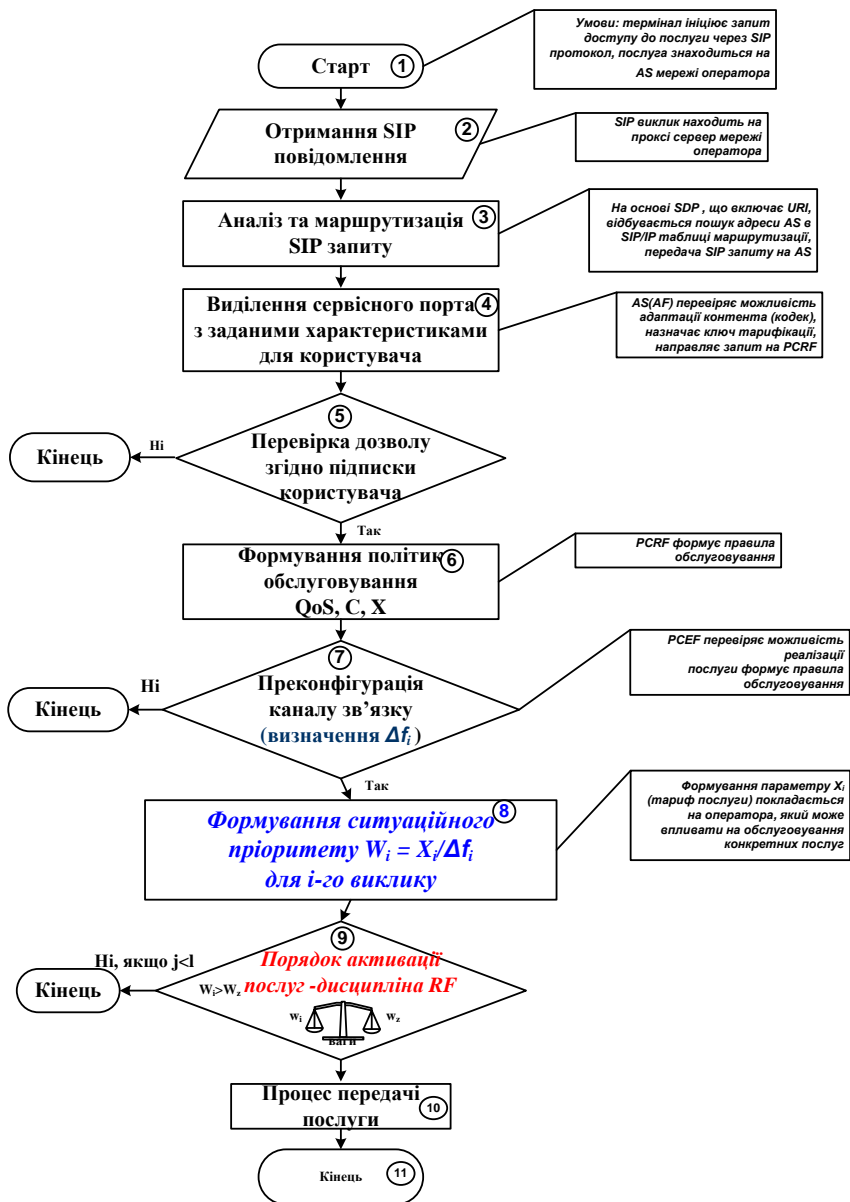 Умови: термінал ініціює запит
доступу до послуги через SIP
протокол, послуга знаходиться на
AS мережі оператора
Старт 1
Отримання SIP 2
повідомлення
SIP виклик находить на
проксі сервер мережі
оператора
Аналіз та маршрутизація 3
SIP запиту
На основі SDP , що включає URI,
відбувається пошук адреси AS в
SIP/IP таблиці маршрутизації,
передача SIP запиту на AS
Виділення сервісного порта 4
з заданими характеристиками
для користувача
AS(AF) перевіряє можливість
адаптації контента (кодек),
назначає ключ тарифікації,
направляє запит на PCRF
5
Перевірка дозволу
згідно підписки
користувача
Ні
Кінець
Так
Формування політик 6
обслуговування
QoS, C, X
PCRF формує правила
обслуговування
7
Преконфігурація
каналу зв’язку
(визначення Δfi )
Ні
Кінець
PCEF перевіряє можливість
реалізації
послуги формує правила
обслуговування
Так
Формування ситуаційного 8
пріоритету Wi = Xi/Δfi
для і-го виклику
Формування параметру Xi
(тариф послуги) покладається
на оператора, який може
впливати на обслуговування
конкретних послуг
9
Порядок активації
послуг -дисципліна RF
Ні, якщо j<l
Кінець
Wi>Wz
wi wz
ваги
Процес передачі 10
послуги
Кінець 11